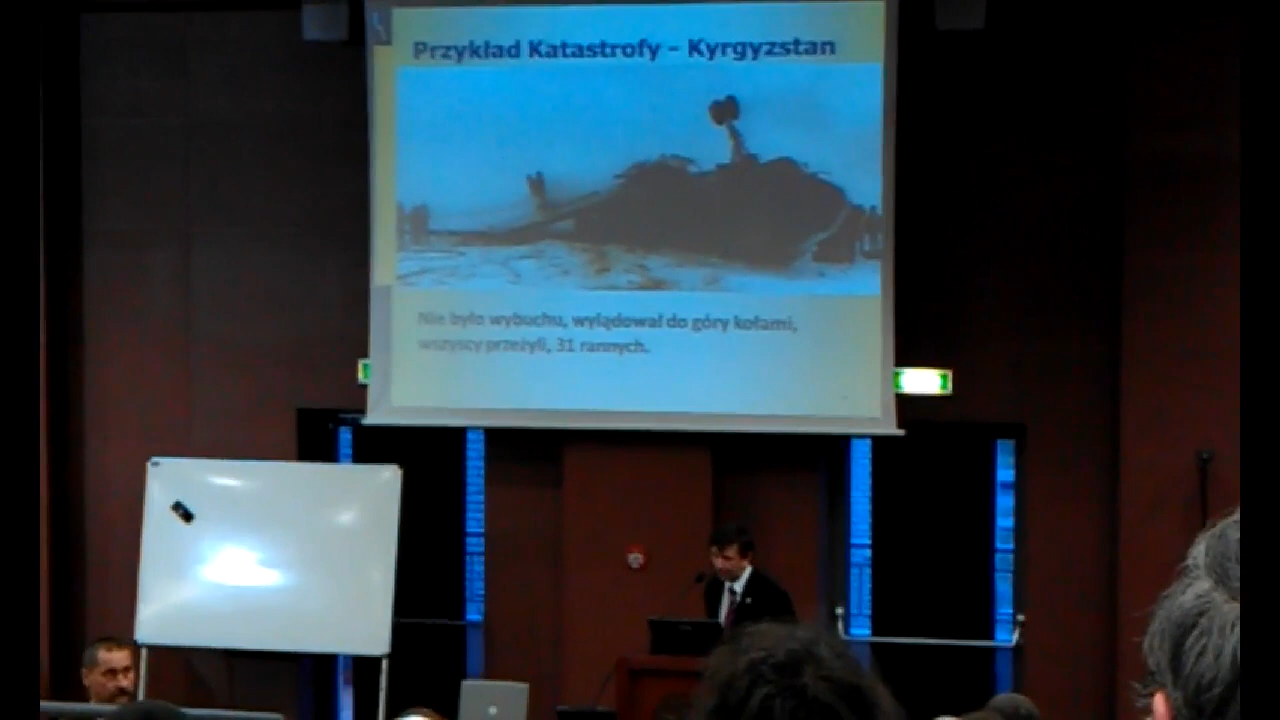 Przykład Katastrofy – Kyrgyzstan
Nie było wybuchu, wylądował do góry kołami,
wszyscy przeżyli, 31 rannych.